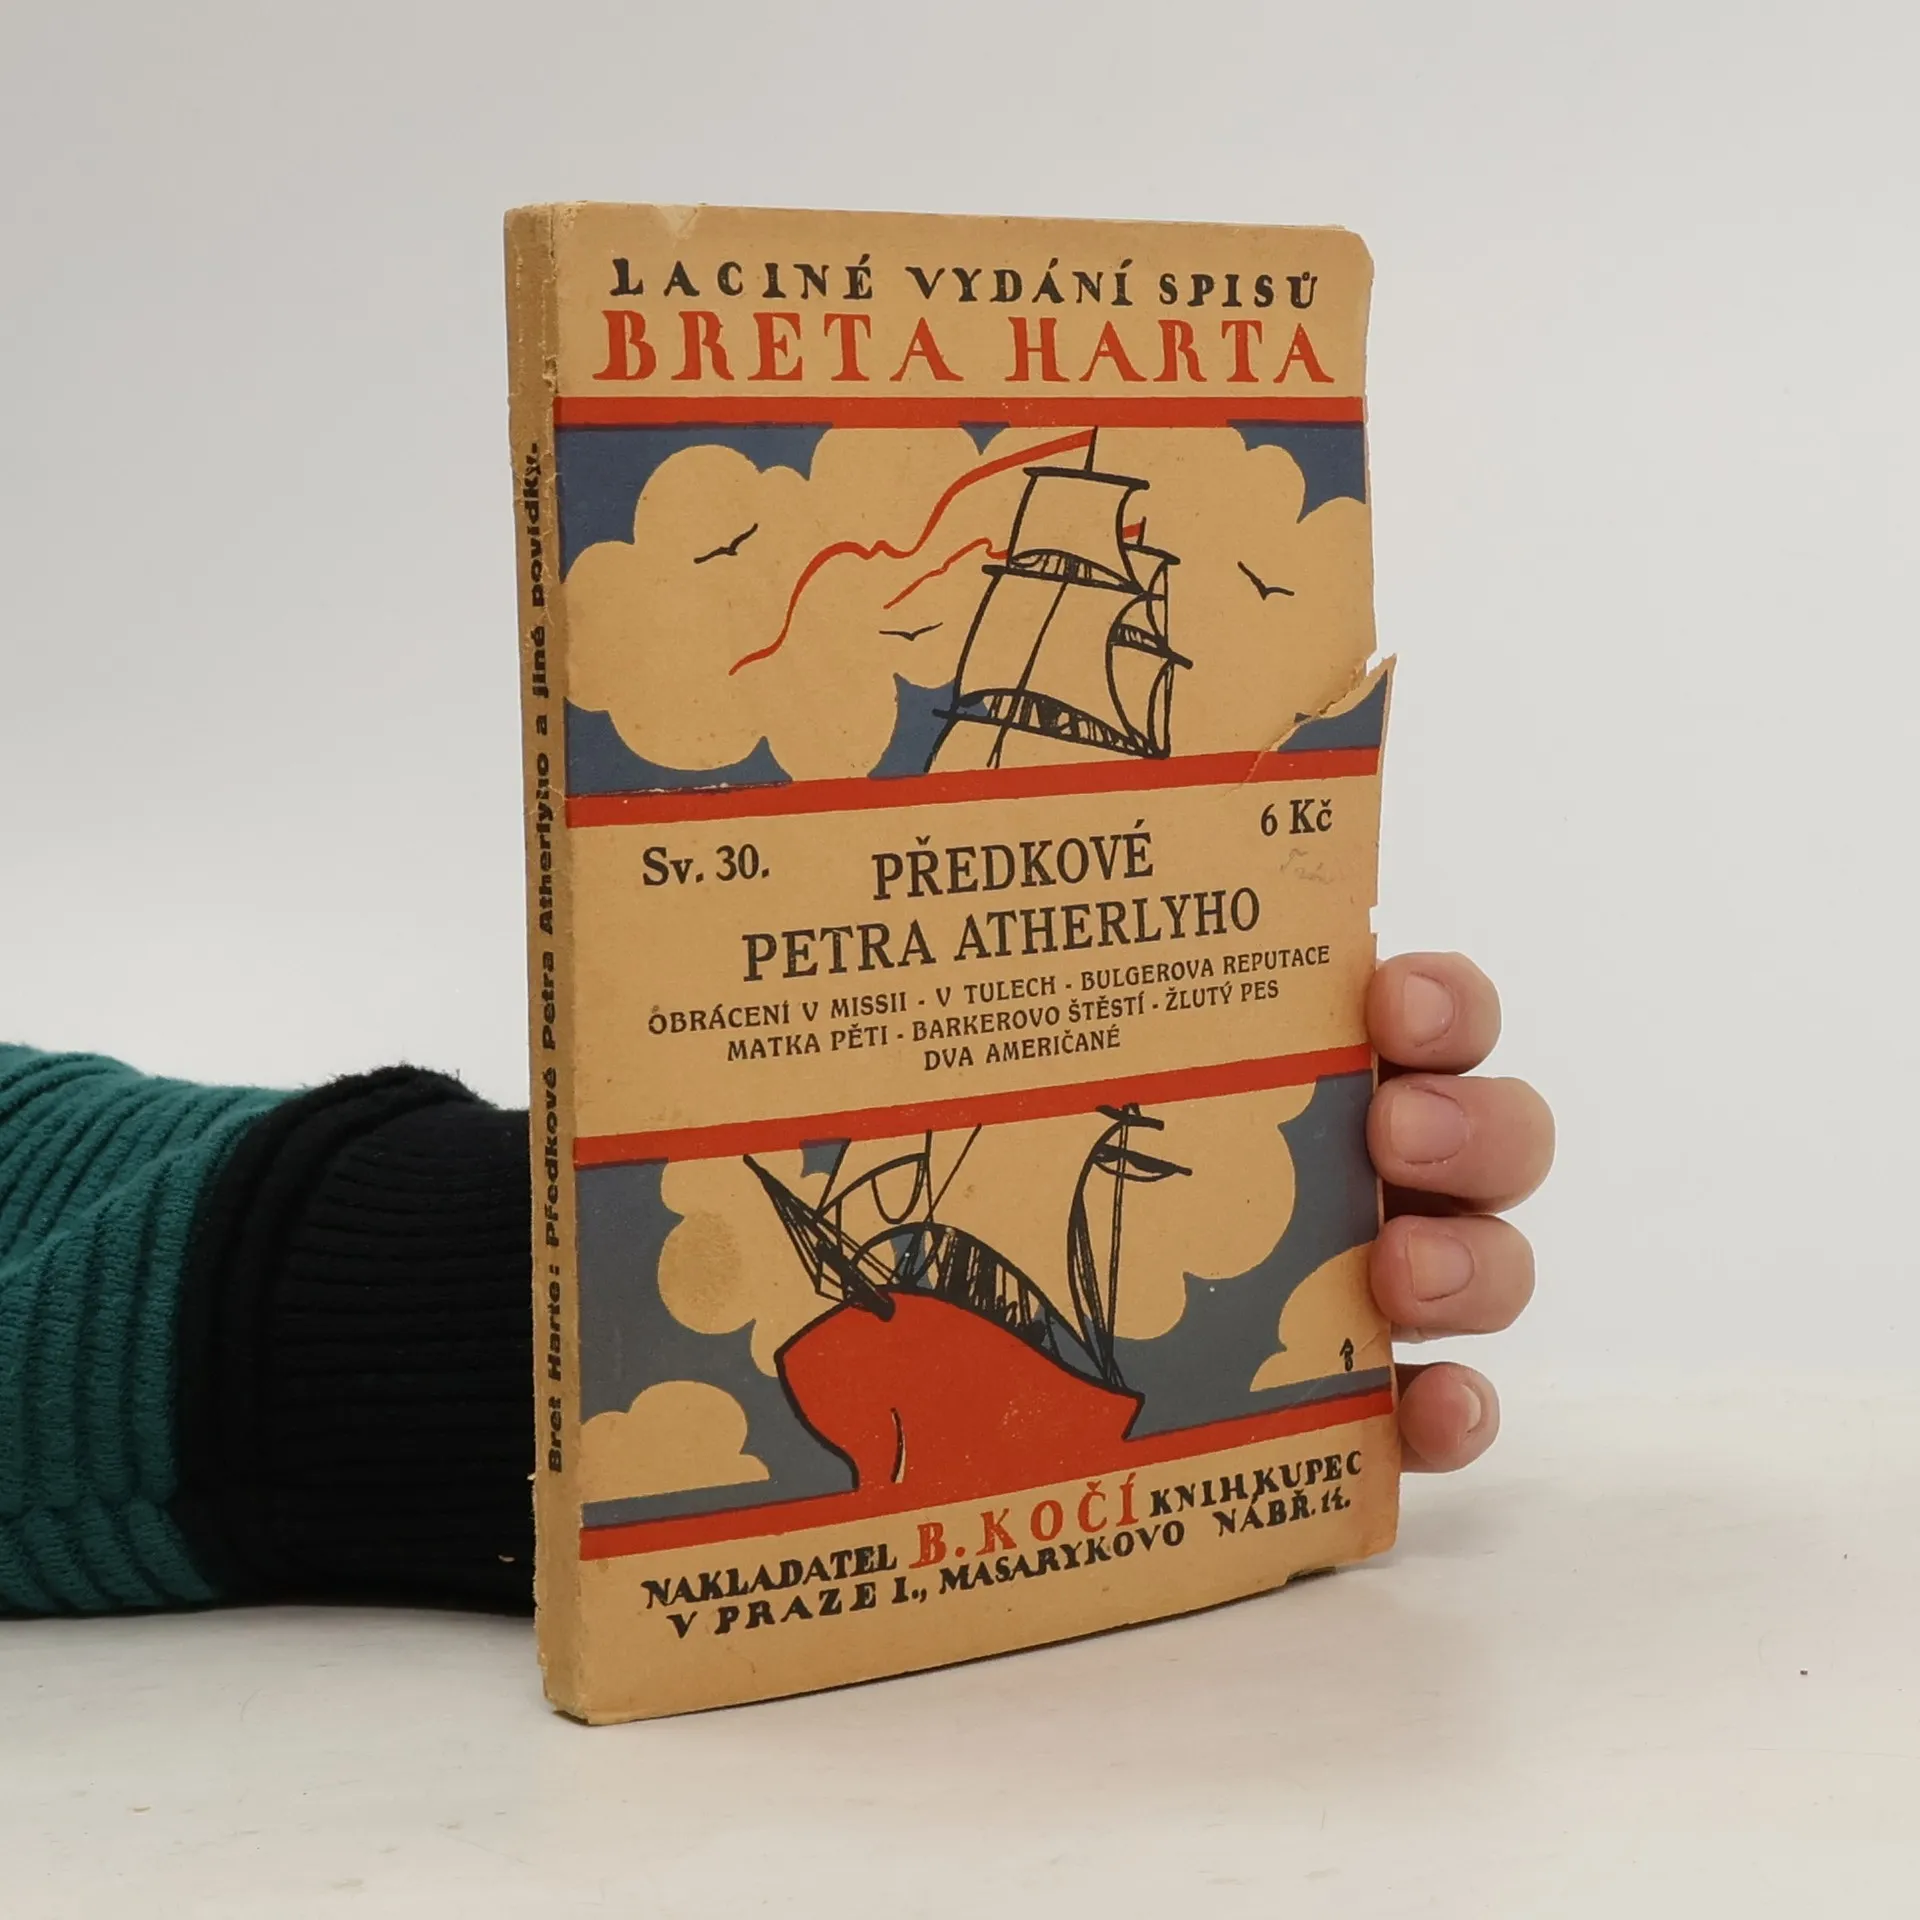 LACINÉ VYDÁNÍ SPISŮ
BRETA HARTA
Sv. 30.
6 Kč
PŘEDKOVÉ
PETRA ATHERLYHO
OBRÁCENÍ V MISSII - V TULECH - BULGEROVA REPUTACE
MATKA PĚTI - BARKEROVO ŠTĚSTÍ - ŽLUTÝ PES
DVA AMERIČANÉ
NAKLADATEL B. KOČÍ KNIHKUPEC
V PRAZE I., MASARYKOVO NÁBŘ. 14.
Bret Harte: Předkové Petra Atherlyho a jiné povídky.